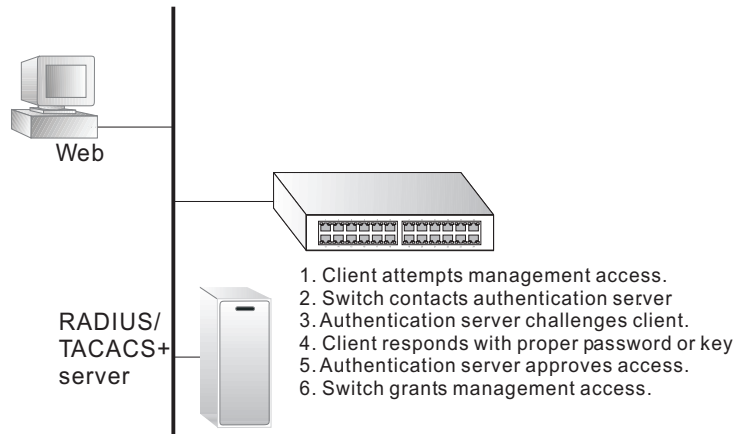 Web
1. Client attempts management access.
2. Switch contacts authentication server
3. Authentication server challenges client.
4. Client responds with proper password or key
5. Authentication server approves access.
6. Switch grants management access.
RADIUS/
TACACS+
server